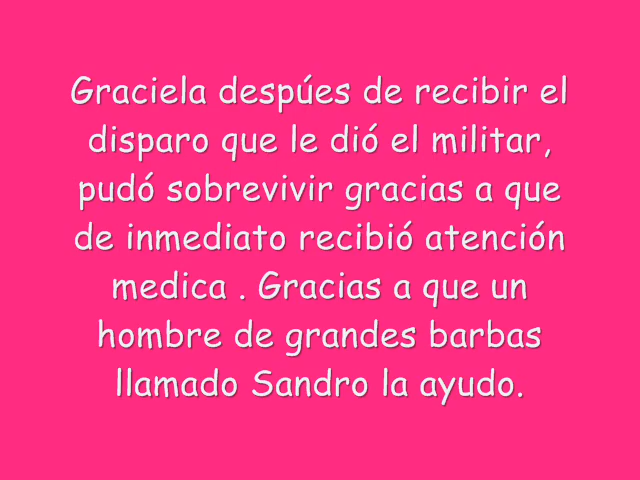 Graciela despúes de recibir el
disparo que le dió el militar,
pudó sobrevivir gracias a que
de inmediato recibió atención
medica . Gracias a que un
hombre de grandes barbas
llamado Sandro la ayudo.